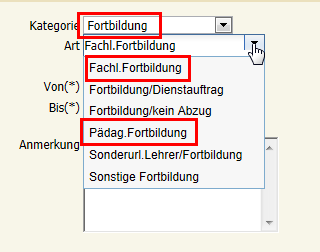 Kategorie Fortbildung
Art Fachl.Fortbildung
Fachl.Fortbildung
Fortbildung/Dienstauftrag
Von(*)
Fortbildung/kein Abzug
Bis(*)
Pädag.Fortbildung
Anmerkung
Sonderurl.Lehrer/Fortbildung
Sonstige Fortbildung